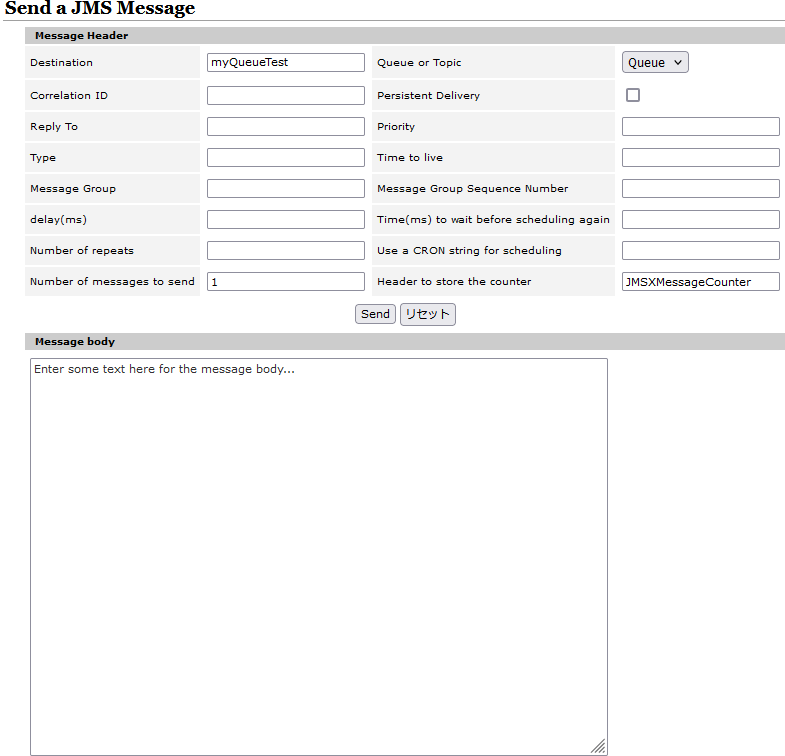 Send a JMS Message
Message Header
Destination myQueueTest Queue or Topic Queue
Correlation ID Persistent Delivery
Reply To Priority
Type Time to live
Message Group Message Group Sequence Number
delay(ms) Time(ms) to wait before scheduling again
Number of repeats Use a CRON string for scheduling
Number of messages to send 1 Header to store the counter JMSXMessageCounter
Send リセット
Message body
Enter some text here for the message body...